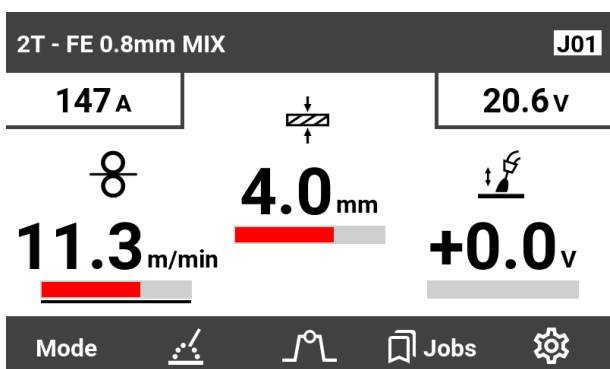 2T - FE 0.8mm MIX J01
147 A 20.6 V
4.0 mm
11.3 m/min +0.0 V
Mode Jobs